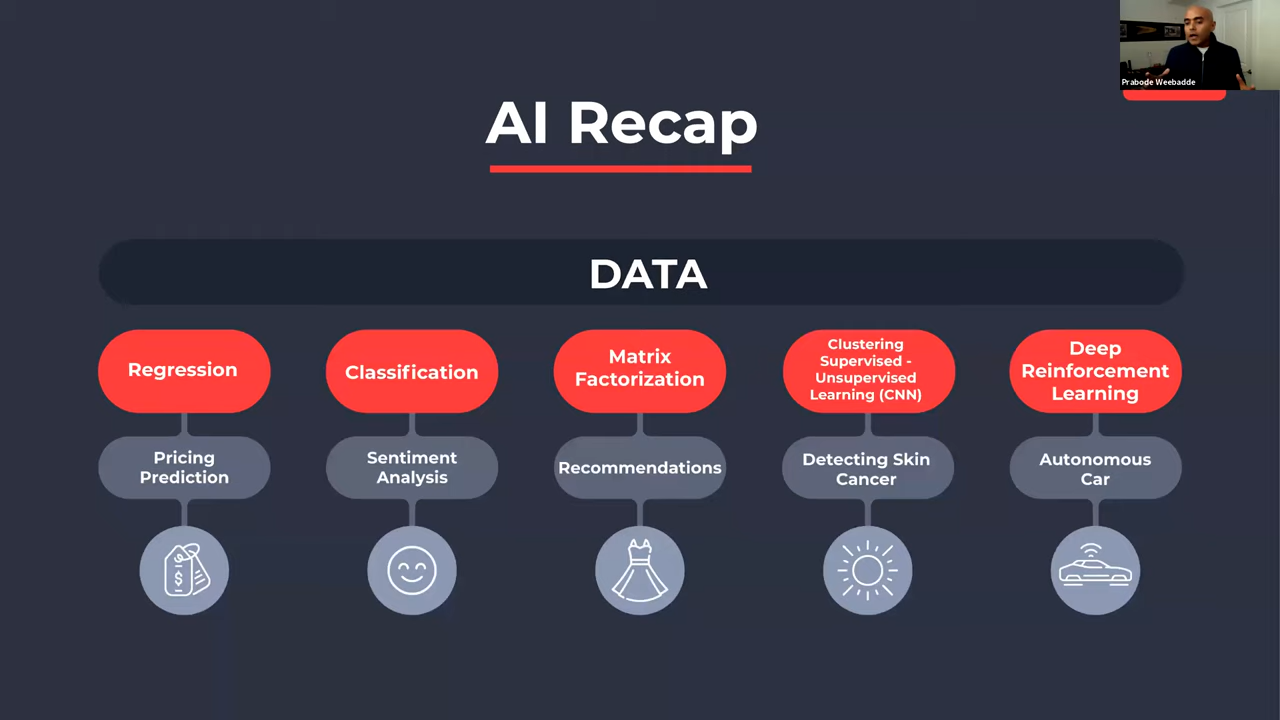 Prabode Weebadde
AI Recap
DATA
Regression
Classification
Matrix
Factorization
Clustering
Supervised -
Unsupervised
Learning (CNN)
Deep
Reinforcement
Learning
Pricing
Prediction
Sentiment
Analysis
Recommendations
Detecting Skin
Cancer
Autonomous
Car
$